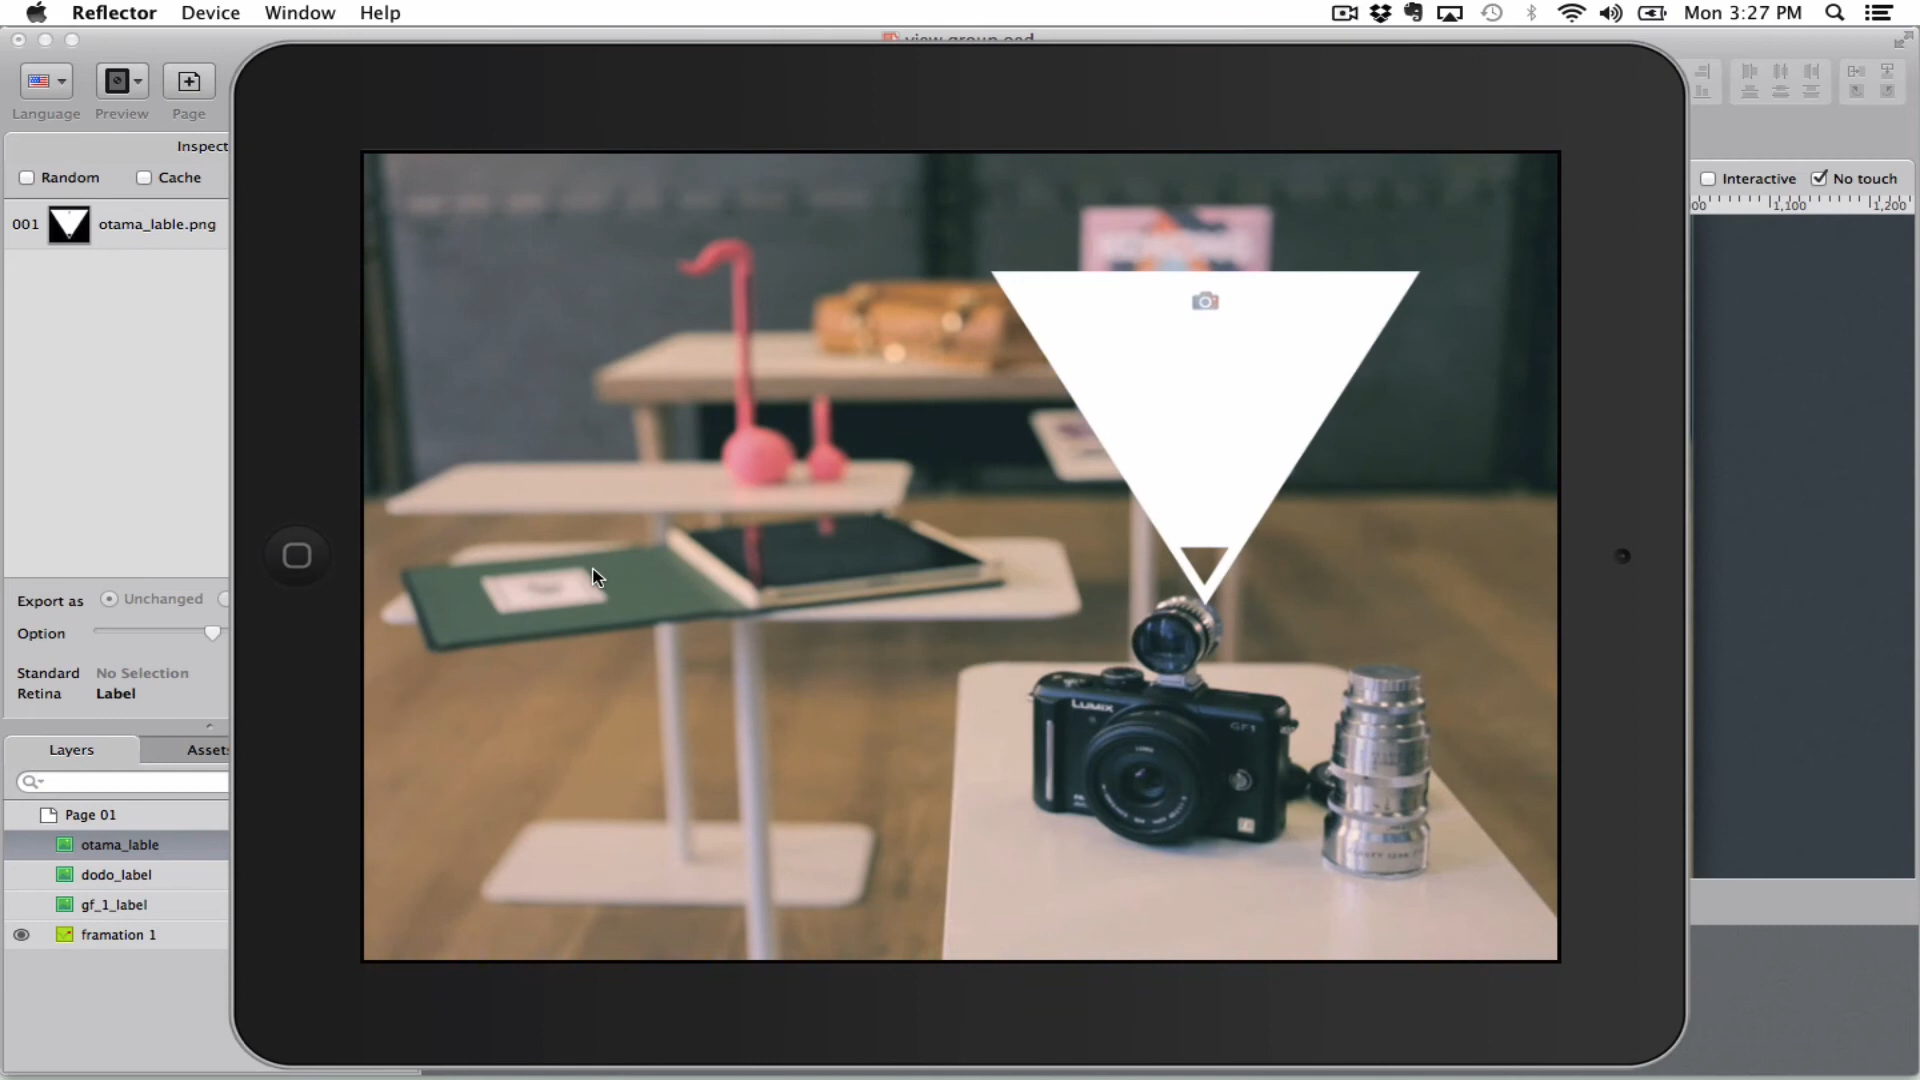 Reflector Device Window Help Mon 3:27 PM
Language Preview Page
Inspect
Random Cache
Interactive No touch
1,100 1,200
001 otama_lable.png
LUMIX
GF1
Export as Unchanged
Option
Standard No Selection
Retina Label
Layers Assets
Page 01
otama_lable
dodo_label
gf_1_label
framation 1